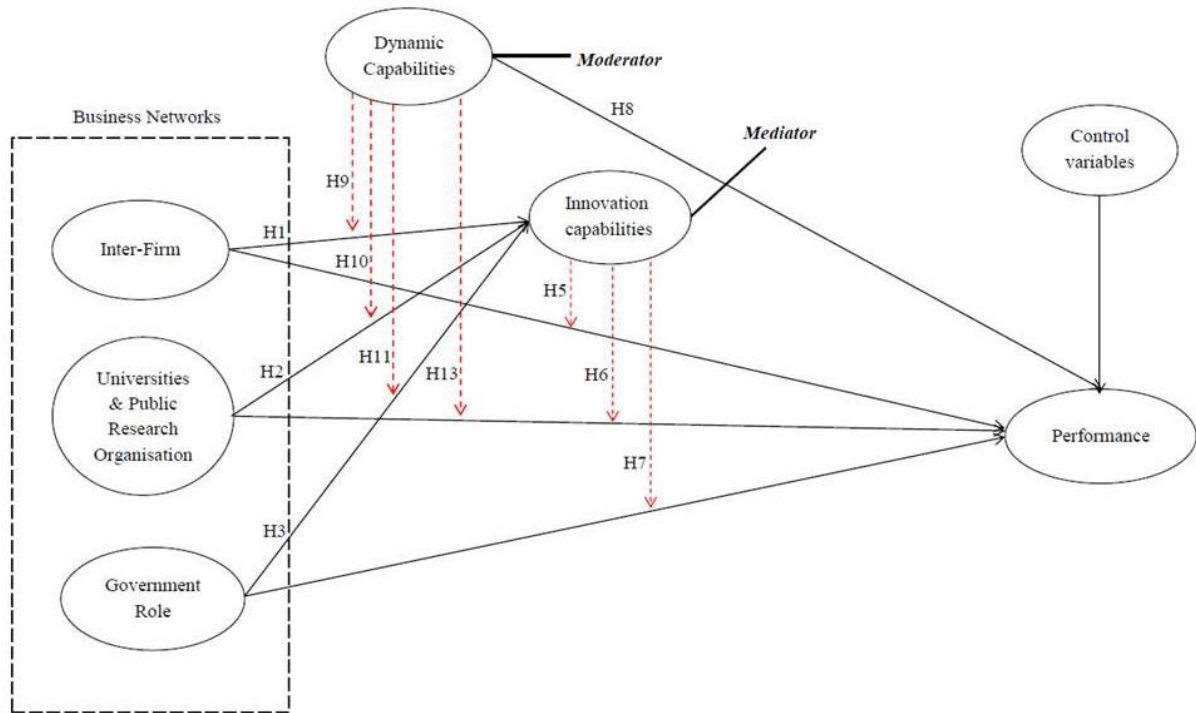 Dynamic
Capabilities
Moderator
H8
Business Networks
Mediator
Control
variables
H9
Innovation
capabilities
Inter-Firm
H1
H10
H5
Universities
& Public
Research
Organisation
H2
H11
H13
H6
Performance
H7
H3
Government
Role